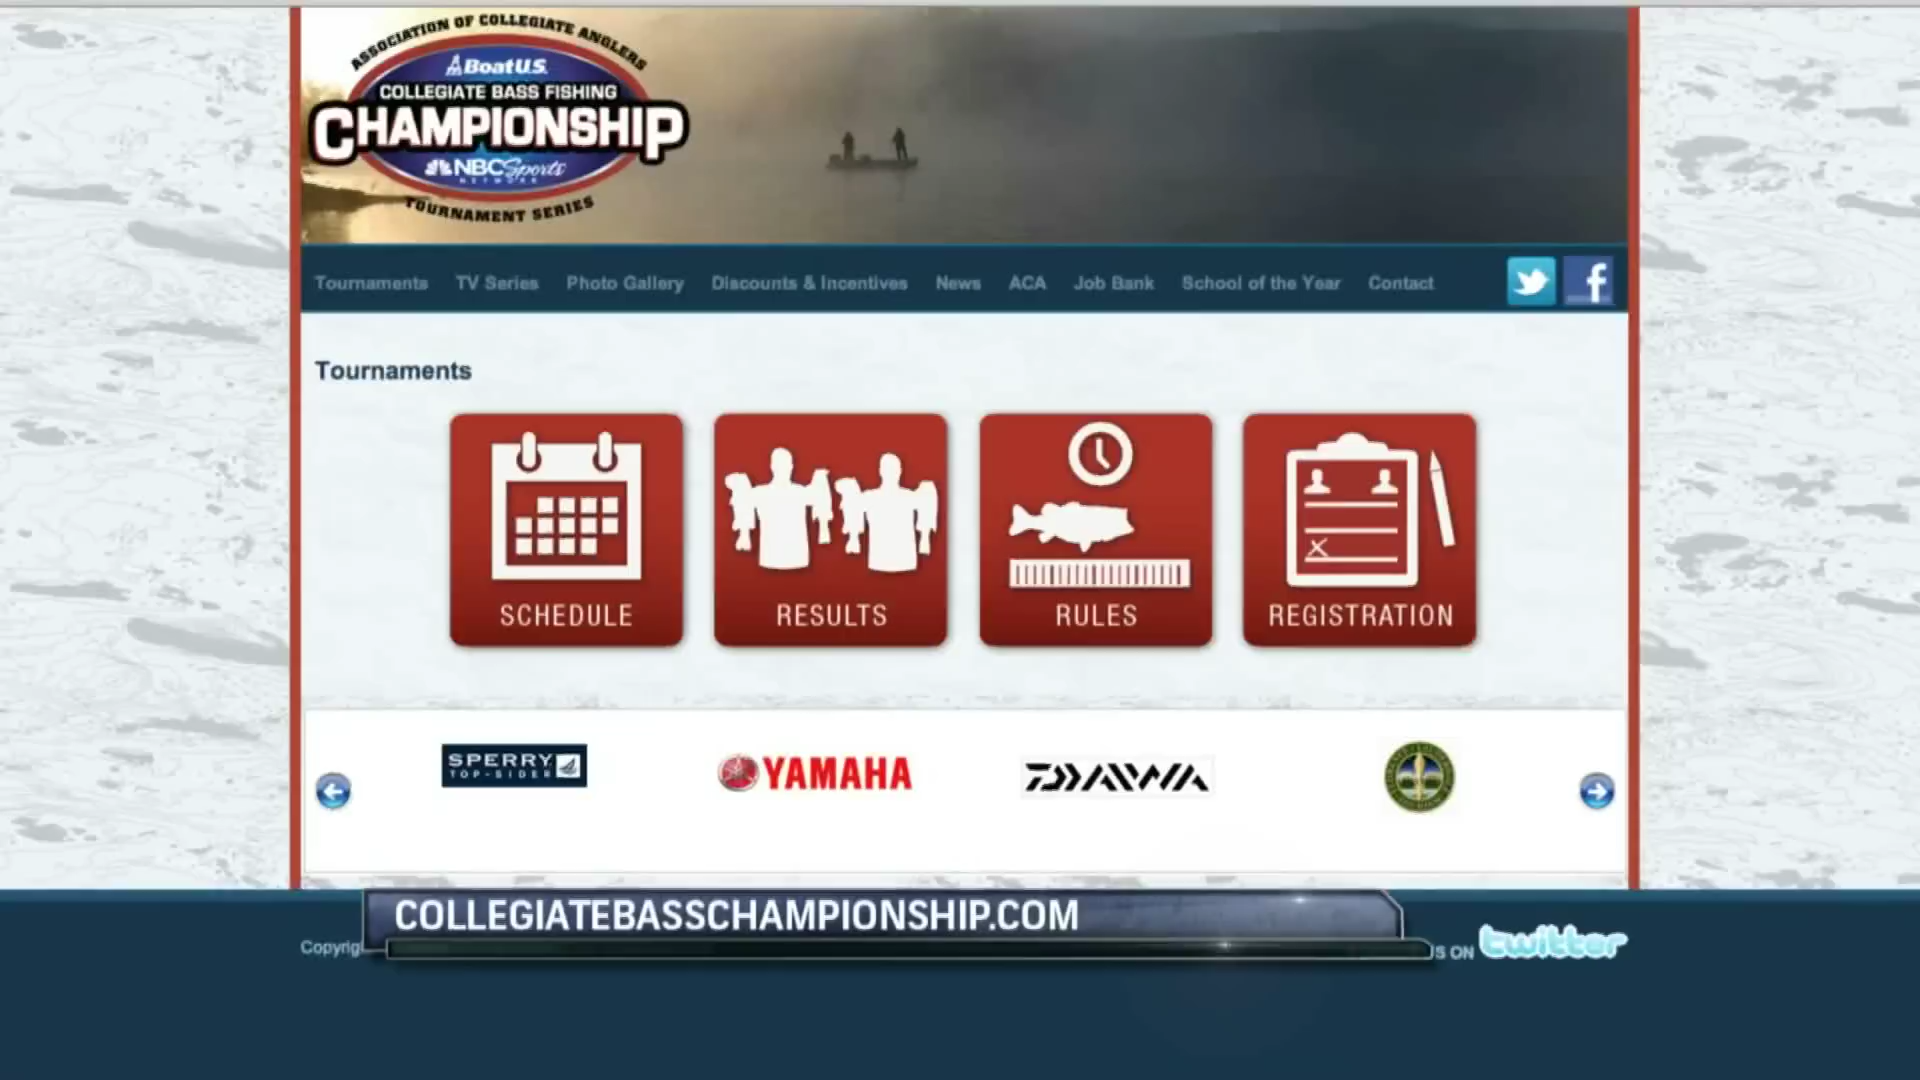 ASSOCIATION OF COLLEGIATE ANGLERS
BoatU.S.
COLLEGIATE BASS FISHING
CHAMPIONSHIP
NBC Sports
NETWORK
TOURNAMENT SERIES
Tournaments TV Series Photo Gallery Discounts & Incentives News ACA Job Bank School of the Year Contact
Tournaments
SCHEDULE RESULTS RULES REGISTRATION
SPERRY
TOP-SIDER
YAMAHA
DAIWA
COLLEGIATEBASSCHAMPIONSHIP.COM
ON twitter